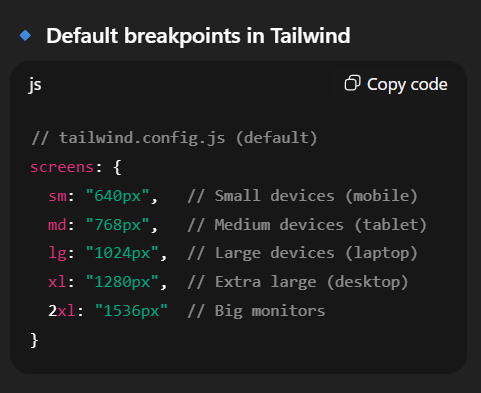 Default breakpoints in Tailwind
js
Copy code
// tailwind.config.js (default)
screens: {
  sm: "640px",   // Small devices (mobile)
  md: "768px",   // Medium devices (tablet)
  lg: "1024px",  // Large devices (laptop)
  xl: "1280px",  // Extra large (desktop)
  2xl: "1536px"  // Big monitors
}